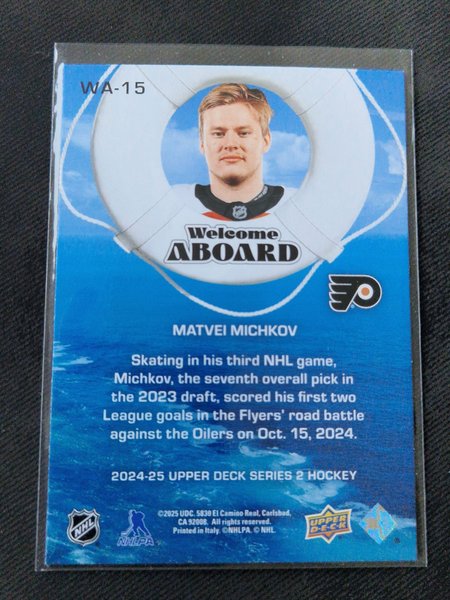 WA-15
Welcome
ABOARD
MATVEI MICHKOV
Skating in his third NHL game,
Michkov, the seventh overall pick in
the 2023 draft, scored his first two
League goals in the Flyers' road battle
against the Oilers on Oct. 15, 2024.
2024-25 UPPER DECK SERIES 2 HOCKEY
©2025 UDC. 5830 El Camino Real, Carlsbad,
CA 92008. All rights reserved.
Printed in Italy. ©NHLPA. © NHL.
NHL
NHLPA
UPPER
D·E·C·K